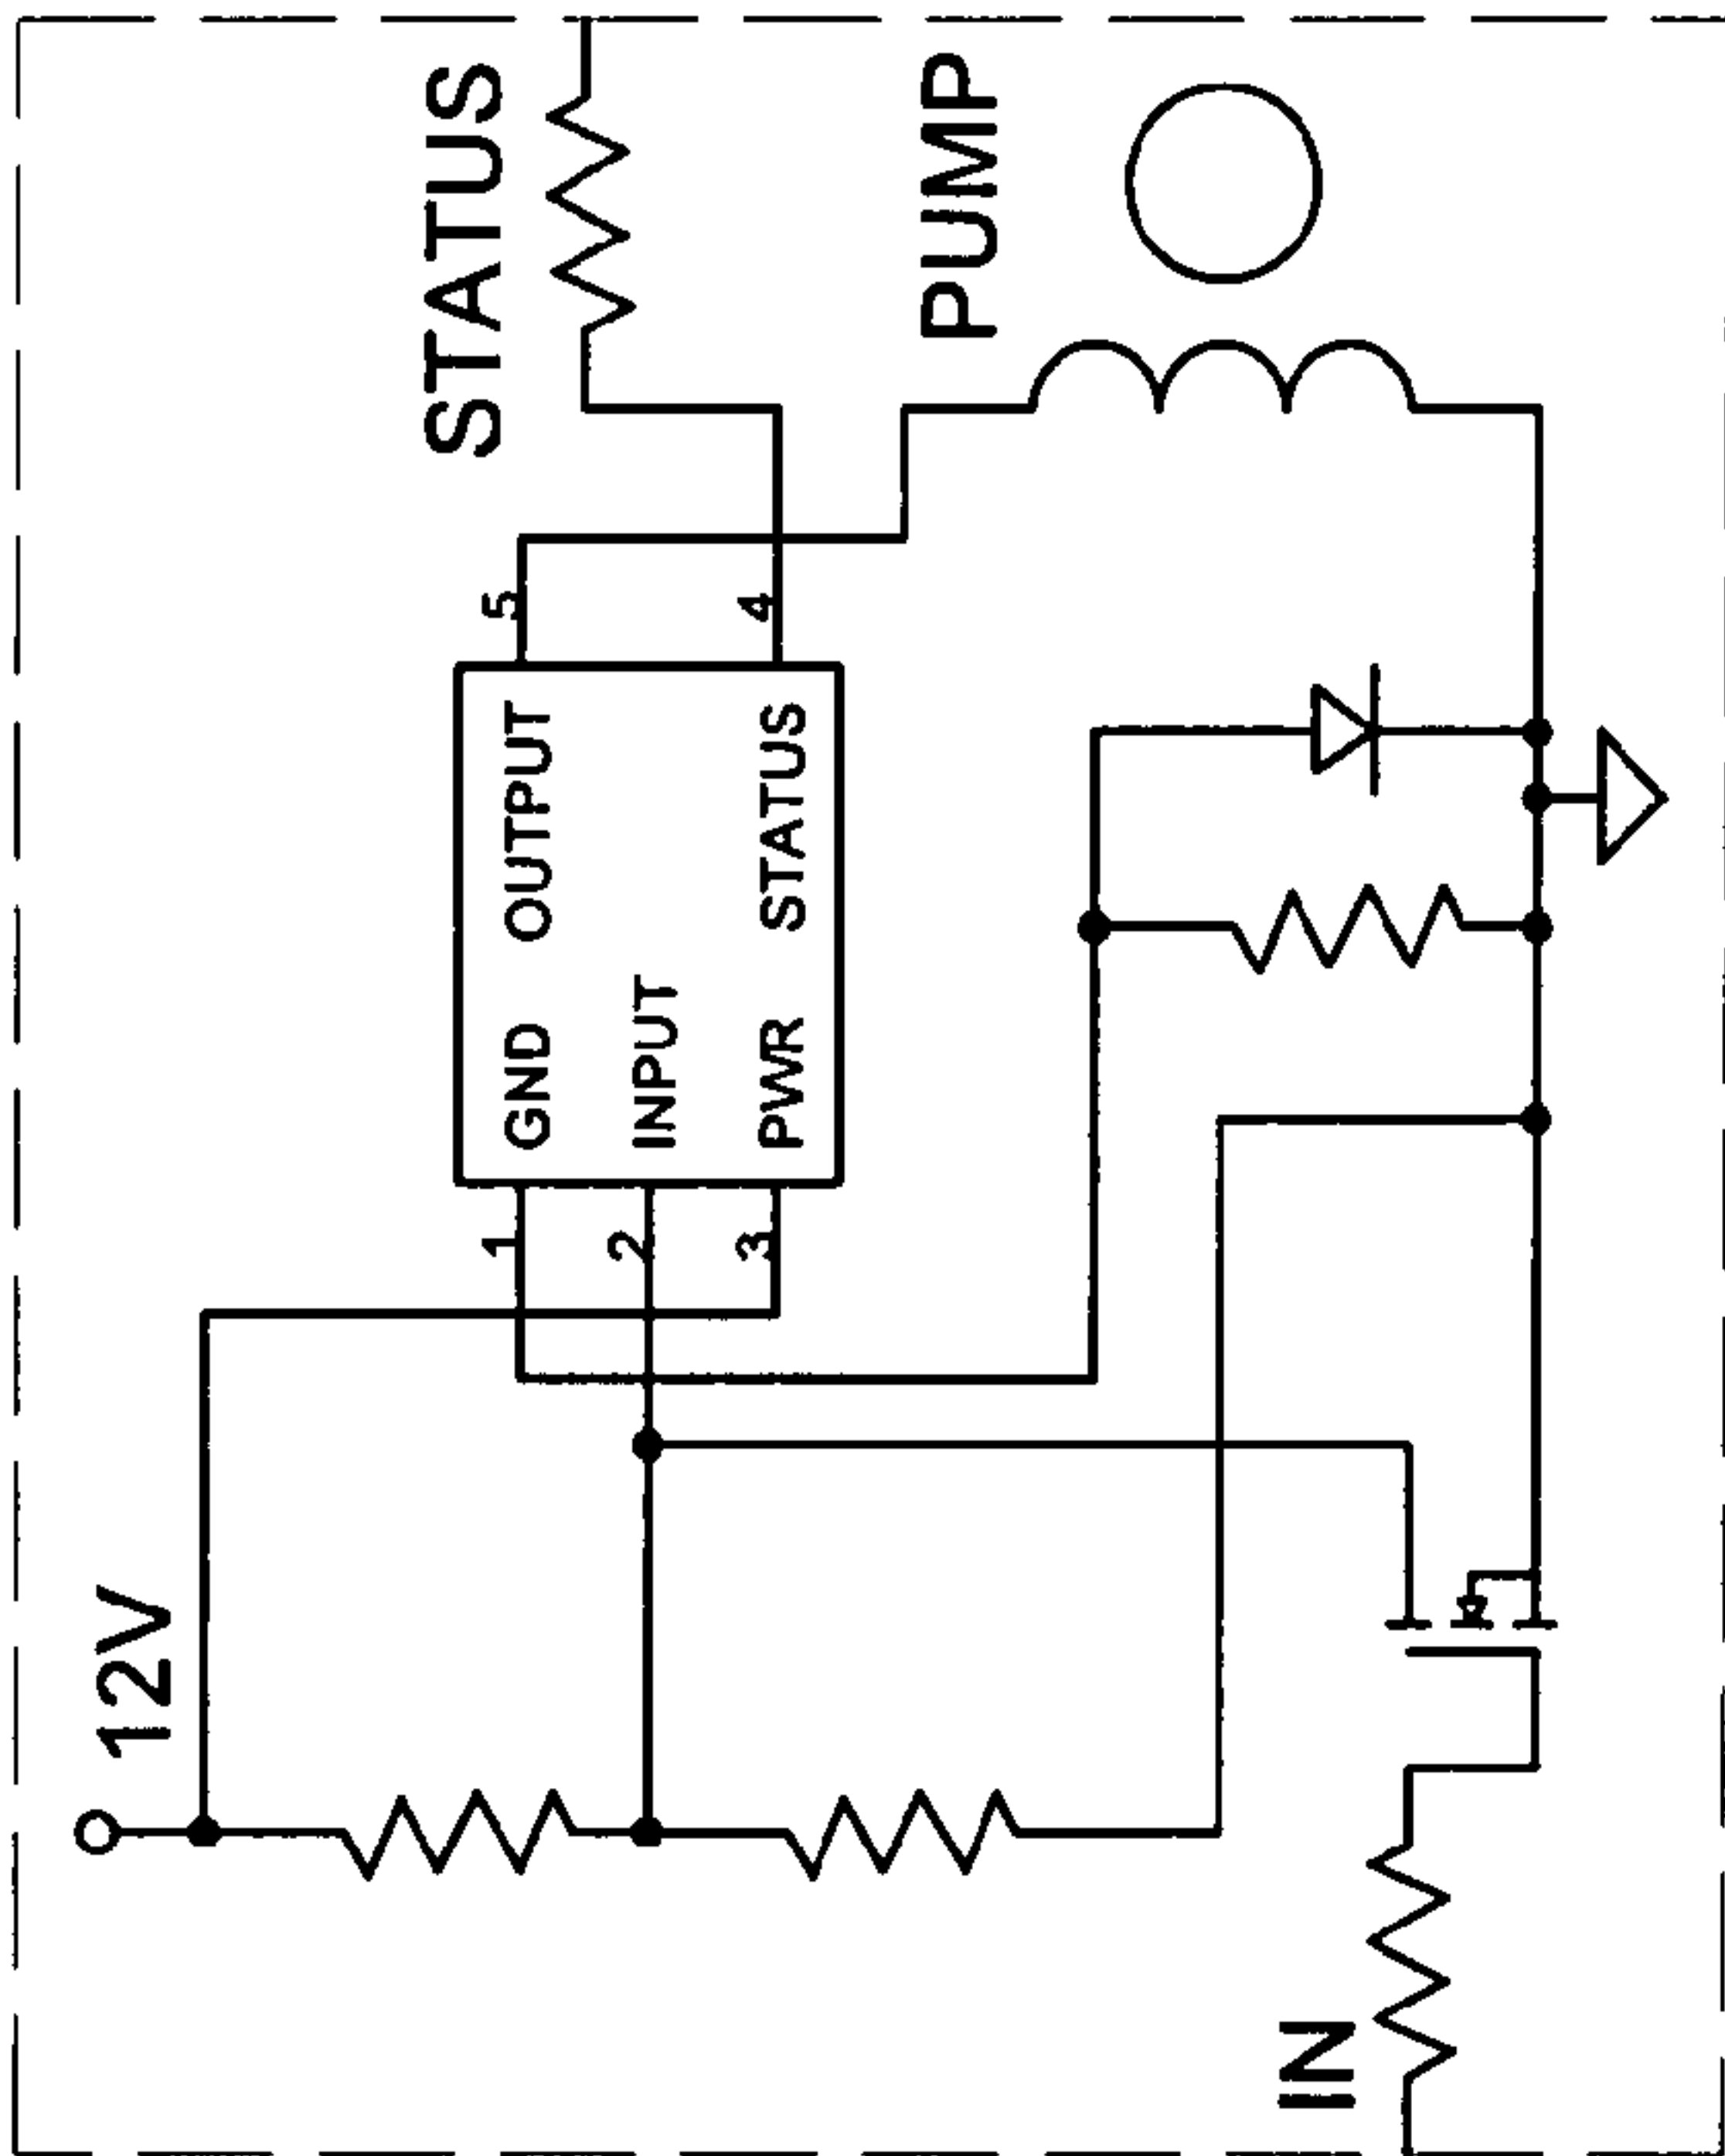 12V
STATUS
1
GND
OUTPUT
5
2
INPUT
3
PWR
STATUS
4
PUMP
IN